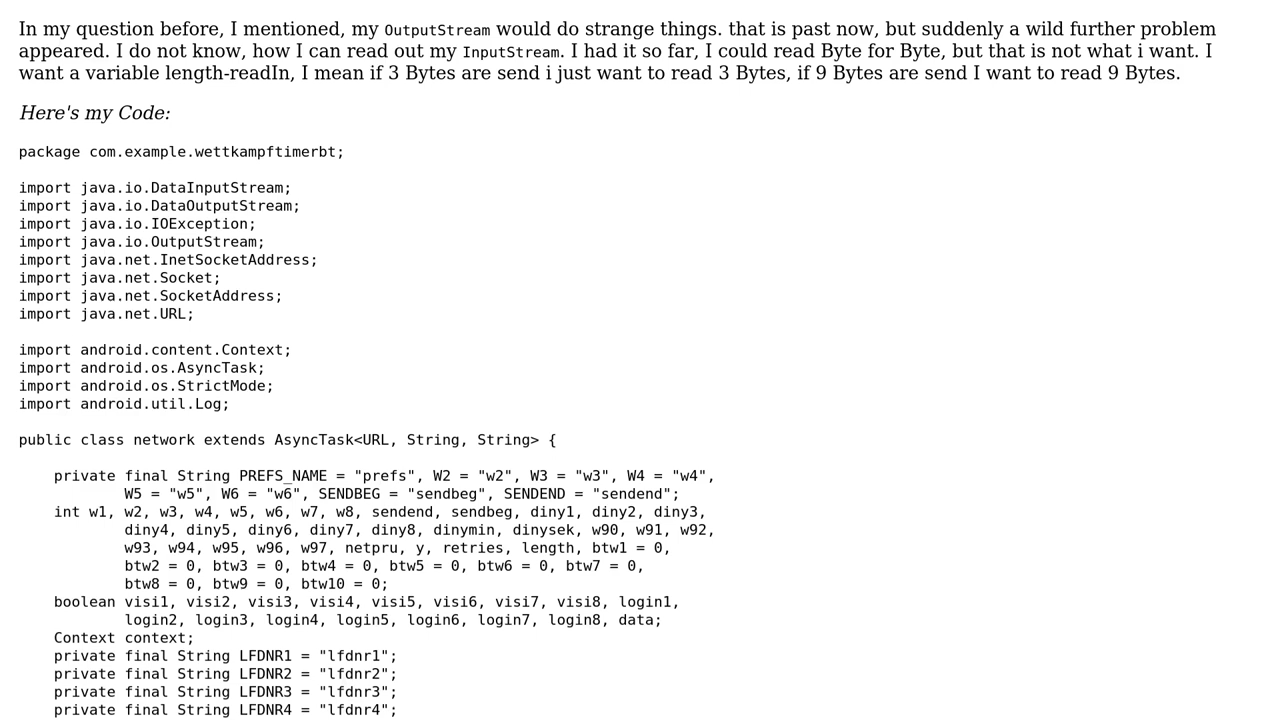 In my question before, I mentioned, my OutputStream would do strange things. that is past now, but suddenly a wild further problem
appeared. I do not know, how I can read out my InputStream. I had it so far, I could read Byte for Byte, but that is not what i want. I
want a variable length-readIn, I mean if 3 Bytes are send i just want to read 3 Bytes, if 9 Bytes are send I want to read 9 Bytes.
Here's my Code:
package com.example.wettkampftimerbt;
import java.io.DataInputStream;
import java.io.DataOutputStream;
import java.io.IOException;
import java.io.OutputStream;
import java.net.InetSocketAddress;
import java.net.Socket;
import java.net.SocketAddress;
import java.net.URL;
import android.content.Context;
import android.os.AsyncTask;
import android.os.StrictMode;
import android.util.Log;
public class network extends AsyncTask<URL, String, String> {
    private final String PREFS_NAME = "prefs", W2 = "w2", W3 = "w3", W4 = "w4",
            W5 = "w5", W6 = "w6", SENDBEG = "sendbeg", SENDEND = "sendend";
    int w1, w2, w3, w4, w5, w6, w7, w8, sendend, sendbeg, diny1, diny2, diny3,
            diny4, diny5, diny6, diny7, diny8, dinymin, dinysek, w90, w91, w92,
            w93, w94, w95, w96, w97, netpru, y, retries, length, btw1 = 0,
            btw2 = 0, btw3 = 0, btw4 = 0, btw5 = 0, btw6 = 0, btw7 = 0,
            btw8 = 0, btw9 = 0, btw10 = 0;
    boolean visi1, visi2, visi3, visi4, visi5, visi6, visi7, visi8, login1,
            login2, login3, login4, login5, login6, login7, login8, data;
    Context context;
    private final String LFDNR1 = "lfdnr1";
    private final String LFDNR2 = "lfdnr2";
    private final String LFDNR3 = "lfdnr3";
    private final String LFDNR4 = "lfdnr4";